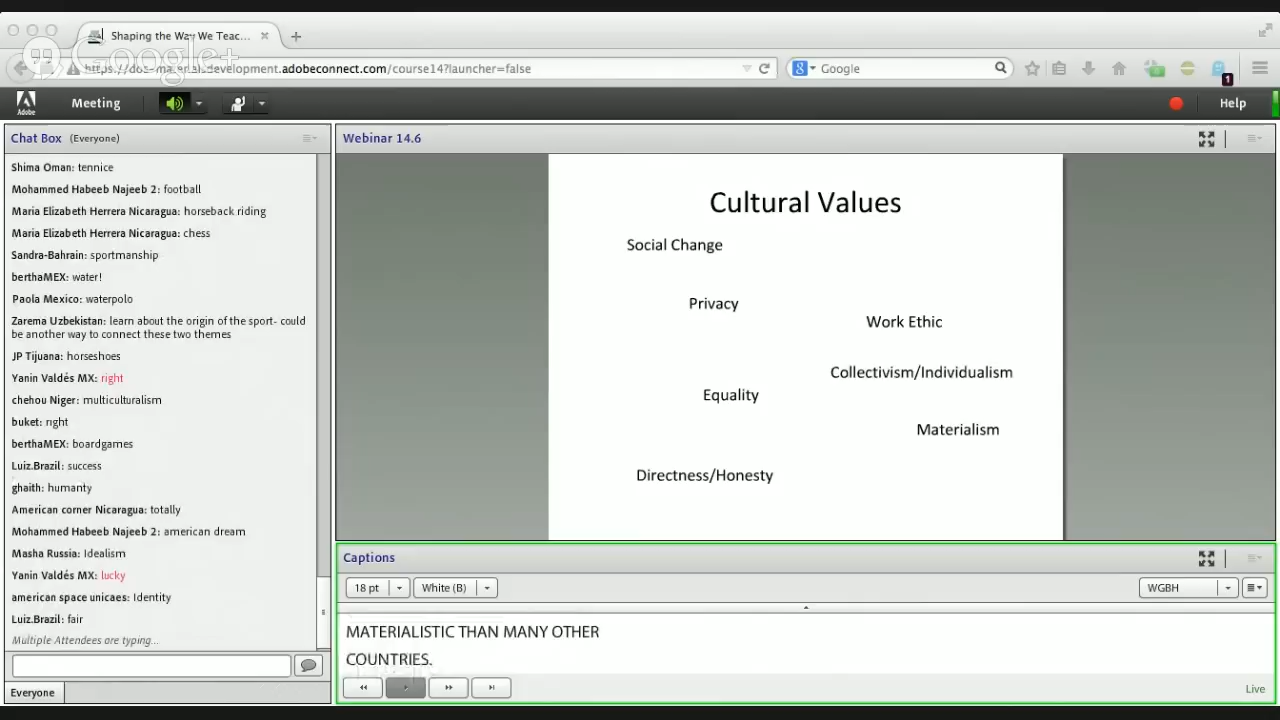 Shaping the Way We Teac...
Google+
adobeconnect.com/course14?launcher=false
Google
1
Adobe
Meeting
Help
Chat Box (Everyone)
Shima Oman: tennice
Mohammed Habeeb Najeeb 2: football
Maria Elizabeth Herrera Nicaragua: horseback riding
Maria Elizabeth Herrera Nicaragua: chess
Sandra-Bahrain: sportmanship
berthaMEX: water!
Paola Mexico: waterpolo
Zarema Uzbekistan: learn about the origin of the sport- could
be another way to connect these two themes
JP Tijuana: horseshoes
Yanin Valdés MX: right
chehou Niger: multiculturalism
buket: right
berthaMEX: boardgames
Luiz.Brazil: success
ghaith: humanty
American corner Nicaragua: totally
Mohammed Habeeb Najeeb 2: american dream
Masha Russia: Idealism
Yanin Valdés MX: lucky
american space unicaes: Identity
Luiz.Brazil: fair
Multiple Attendees are typing...
Everyone
Webinar 14.6
Cultural Values
Social Change
Privacy
Work Ethic
Collectivism/Individualism
Equality
Materialism
Directness/Honesty
Captions
18 pt
White (B)
WGBH
MATERIALISTIC THAN MANY OTHER
COUNTRIES.
Live